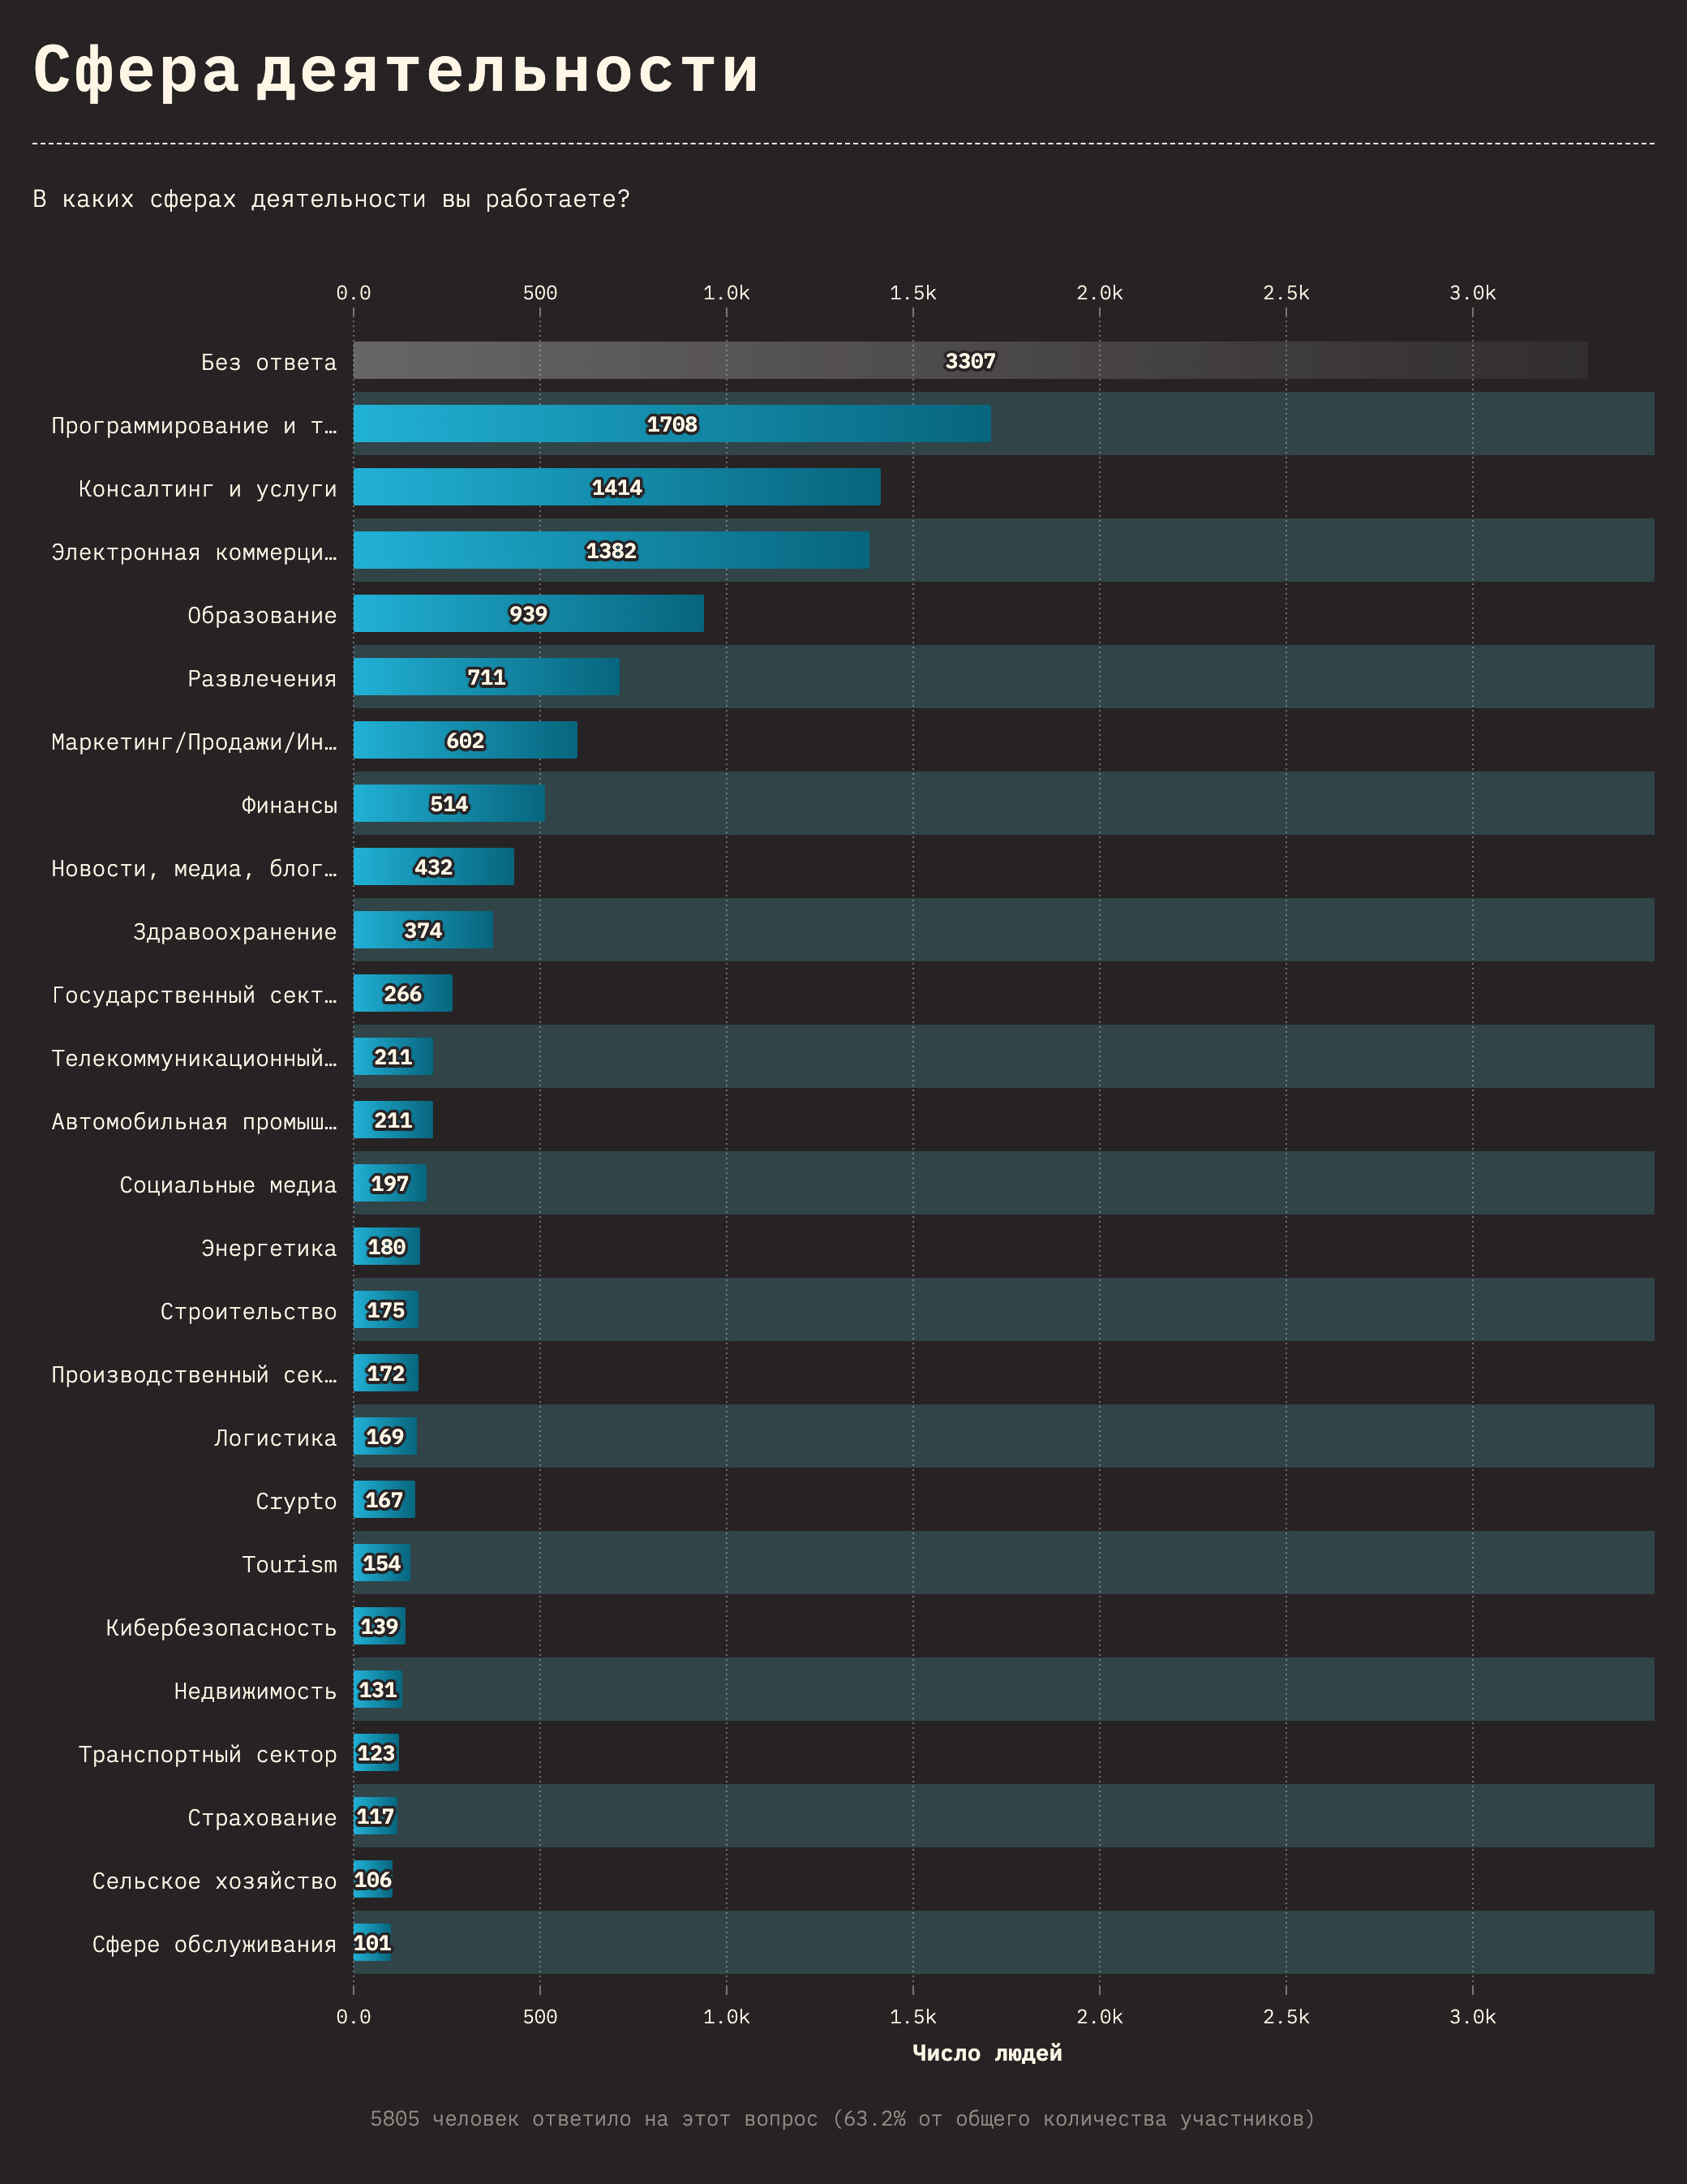 Сфера деятельности
В каких сферах деятельности вы работаете?
0.0 500 1.0k 1.5k 2.0k 2.5k 3.0k
Без ответа 3307
Программирование и т… 1708
Консалтинг и услуги 1414
Электронная коммерци… 1382
Образование 939
Развлечения 711
Маркетинг/Продажи/Ин… 602
Финансы 514
Новости, медиа, блог… 432
Здравоохранение 374
Государственный сект… 266
Телекоммуникационный… 211
Автомобильная промыш… 211
Социальные медиа 197
Энергетика 180
Строительство 175
Производственный сек… 172
Логистика 169
Crypto 167
Tourism 154
Кибербезопасность 139
Недвижимость 131
Транспортный сектор 123
Страхование 117
Сельское хозяйство 106
Сфере обслуживания 101
0.0 500 1.0k 1.5k 2.0k 2.5k 3.0k
Число людей
5805 человек ответило на этот вопрос (63.2% от общего количества участников)